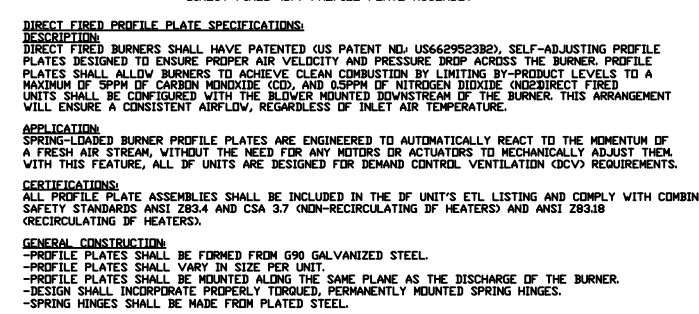 DIRECT FIRED PROFILE PLATE SPECIFICATIONS:
DESCRIPTION:
DIRECT FIRED BURNERS SHALL HAVE PATENTED (US PATENT NO.: US6629523B2), SELF-ADJUSTING PROFILE
PLATES DESIGNED TO ENSURE PROPER AIR VELOCITY AND PRESSURE DROP ACROSS THE BURNER. PROFILE
PLATES SHALL ALLOW BURNERS TO ACHIEVE CLEAN COMBUSTION BY LIMITING BY-PRODUCT LEVELS TO A
MAXIMUM OF 5PPM OF CARBON MONOXIDE (CO), AND 0.5PPM OF NITROGEN DIOXIDE (NO2)DIRECT FIRED
UNITS SHALL BE CONFIGURED WITH THE BLOWER MOUNTED DOWNSTREAM OF THE BURNER. THIS ARRANGEMENT
WILL ENSURE A CONSISTENT AIRFLOW, REGARDLESS OF INLET AIR TEMPERATURE.
APPLICATION:
SPRING-LOADED BURNER PROFILE PLATES ARE ENGINEERED TO AUTOMATICALLY REACT TO THE MOMENTUM OF
A FRESH AIR STREAM, WITHOUT THE NEED FOR ANY MOTORS OR ACTUATORS TO MECHANICALLY ADJUST THEM.
WITH THIS FEATURE, ALL DF UNITS ARE DESIGNED FOR DEMAND CONTROL VENTILATION (DCV) REQUIREMENTS.
CERTIFICATIONS:
ALL PROFILE PLATE ASSEMBLIES SHALL BE INCLUDED IN THE DF UNIT'S ETL LISTING AND COMPLY WITH COMBIN
SAFETY STANDARDS ANSI Z83.4 AND CSA 3.7 (NON-RECIRCULATING DF HEATERS) AND ANSI Z83.18
(RECIRCULATING DF HEATERS).
GENERAL CONSTRUCTION:
-PROFILE PLATES SHALL BE FORMED FROM G90 GALVANIZED STEEL.
-PROFILE PLATES SHALL VARY IN SIZE PER UNIT.
-PROFILE PLATES SHALL BE MOUNTED ALONG THE SAME PLANE AS THE DISCHARGE OF THE BURNER.
-DESIGN SHALL INCORPORATE PROPERLY TORQUED, PERMANENTLY MOUNTED SPRING HINGES.
-SPRING HINGES SHALL BE MADE FROM PLATED STEEL.